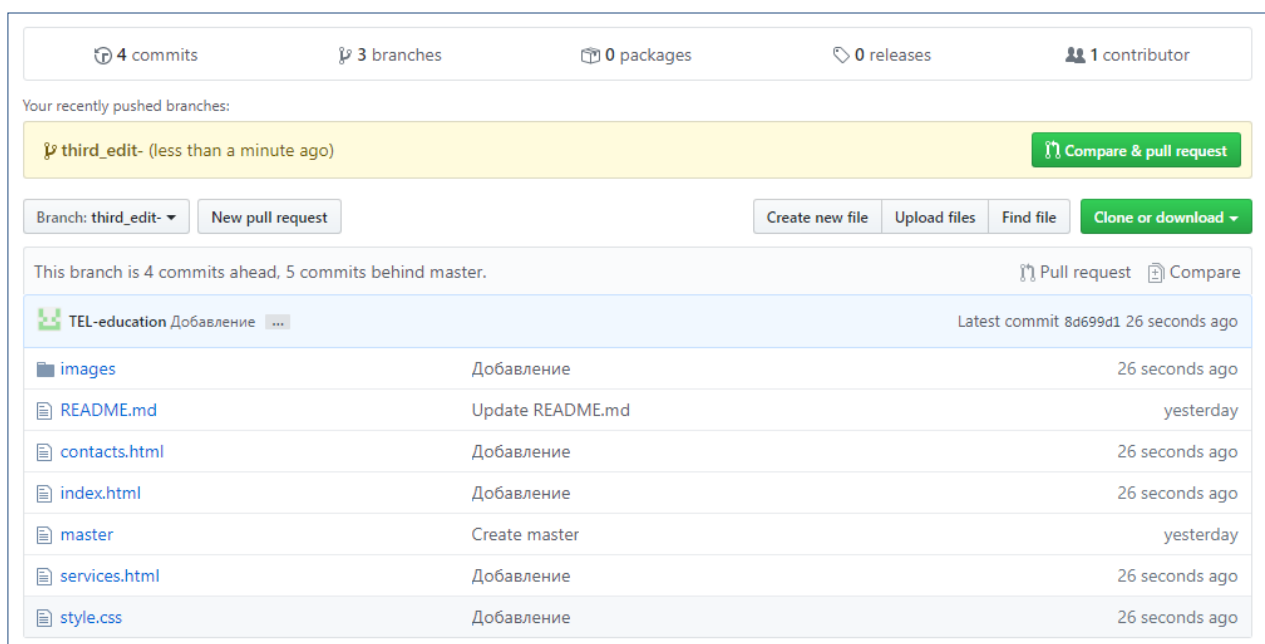 4 commits 3 branches 0 packages 0 releases 1 contributor
Your recently pushed branches:
third_edit- (less than a minute ago) Compare & pull request
Branch: third_edit- New pull request Create new file Upload files Find file Clone or download
This branch is 4 commits ahead, 5 commits behind master. Pull request Compare
TEL-education Добавление ... Latest commit 8d699d1 26 seconds ago
images Добавление 26 seconds ago
README.md Update README.md yesterday
contacts.html Добавление 26 seconds ago
index.html Добавление 26 seconds ago
master Create master yesterday
services.html Добавление 26 seconds ago
style.css Добавление 26 seconds ago